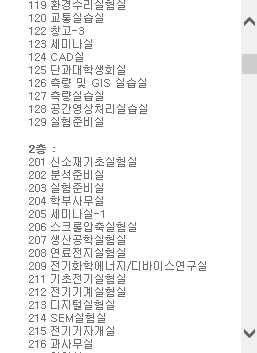 119 환경수리실험실
120 교통실습실
122 창고-3
123 세미나실
124 CAD실
125 단과대학생회실
126 측량 및 GIS 실습실
127 측량실습실
128 공간영상처리실습실
129 실험준비실
2층 :
201 신소재기초실험실
202 분석준비실
203 실험준비실
204 학부사무실
205 세미나실-1
206 스크롤압축실험실
207 생산공학실험실
208 연료전지실험실
209 전기화학에너지/디바이스연구실
211 기초전기실험실
212 전기기계실험실
213 디지털실험실
214 SEM실험실
215 전기기자개실
216 과사무실